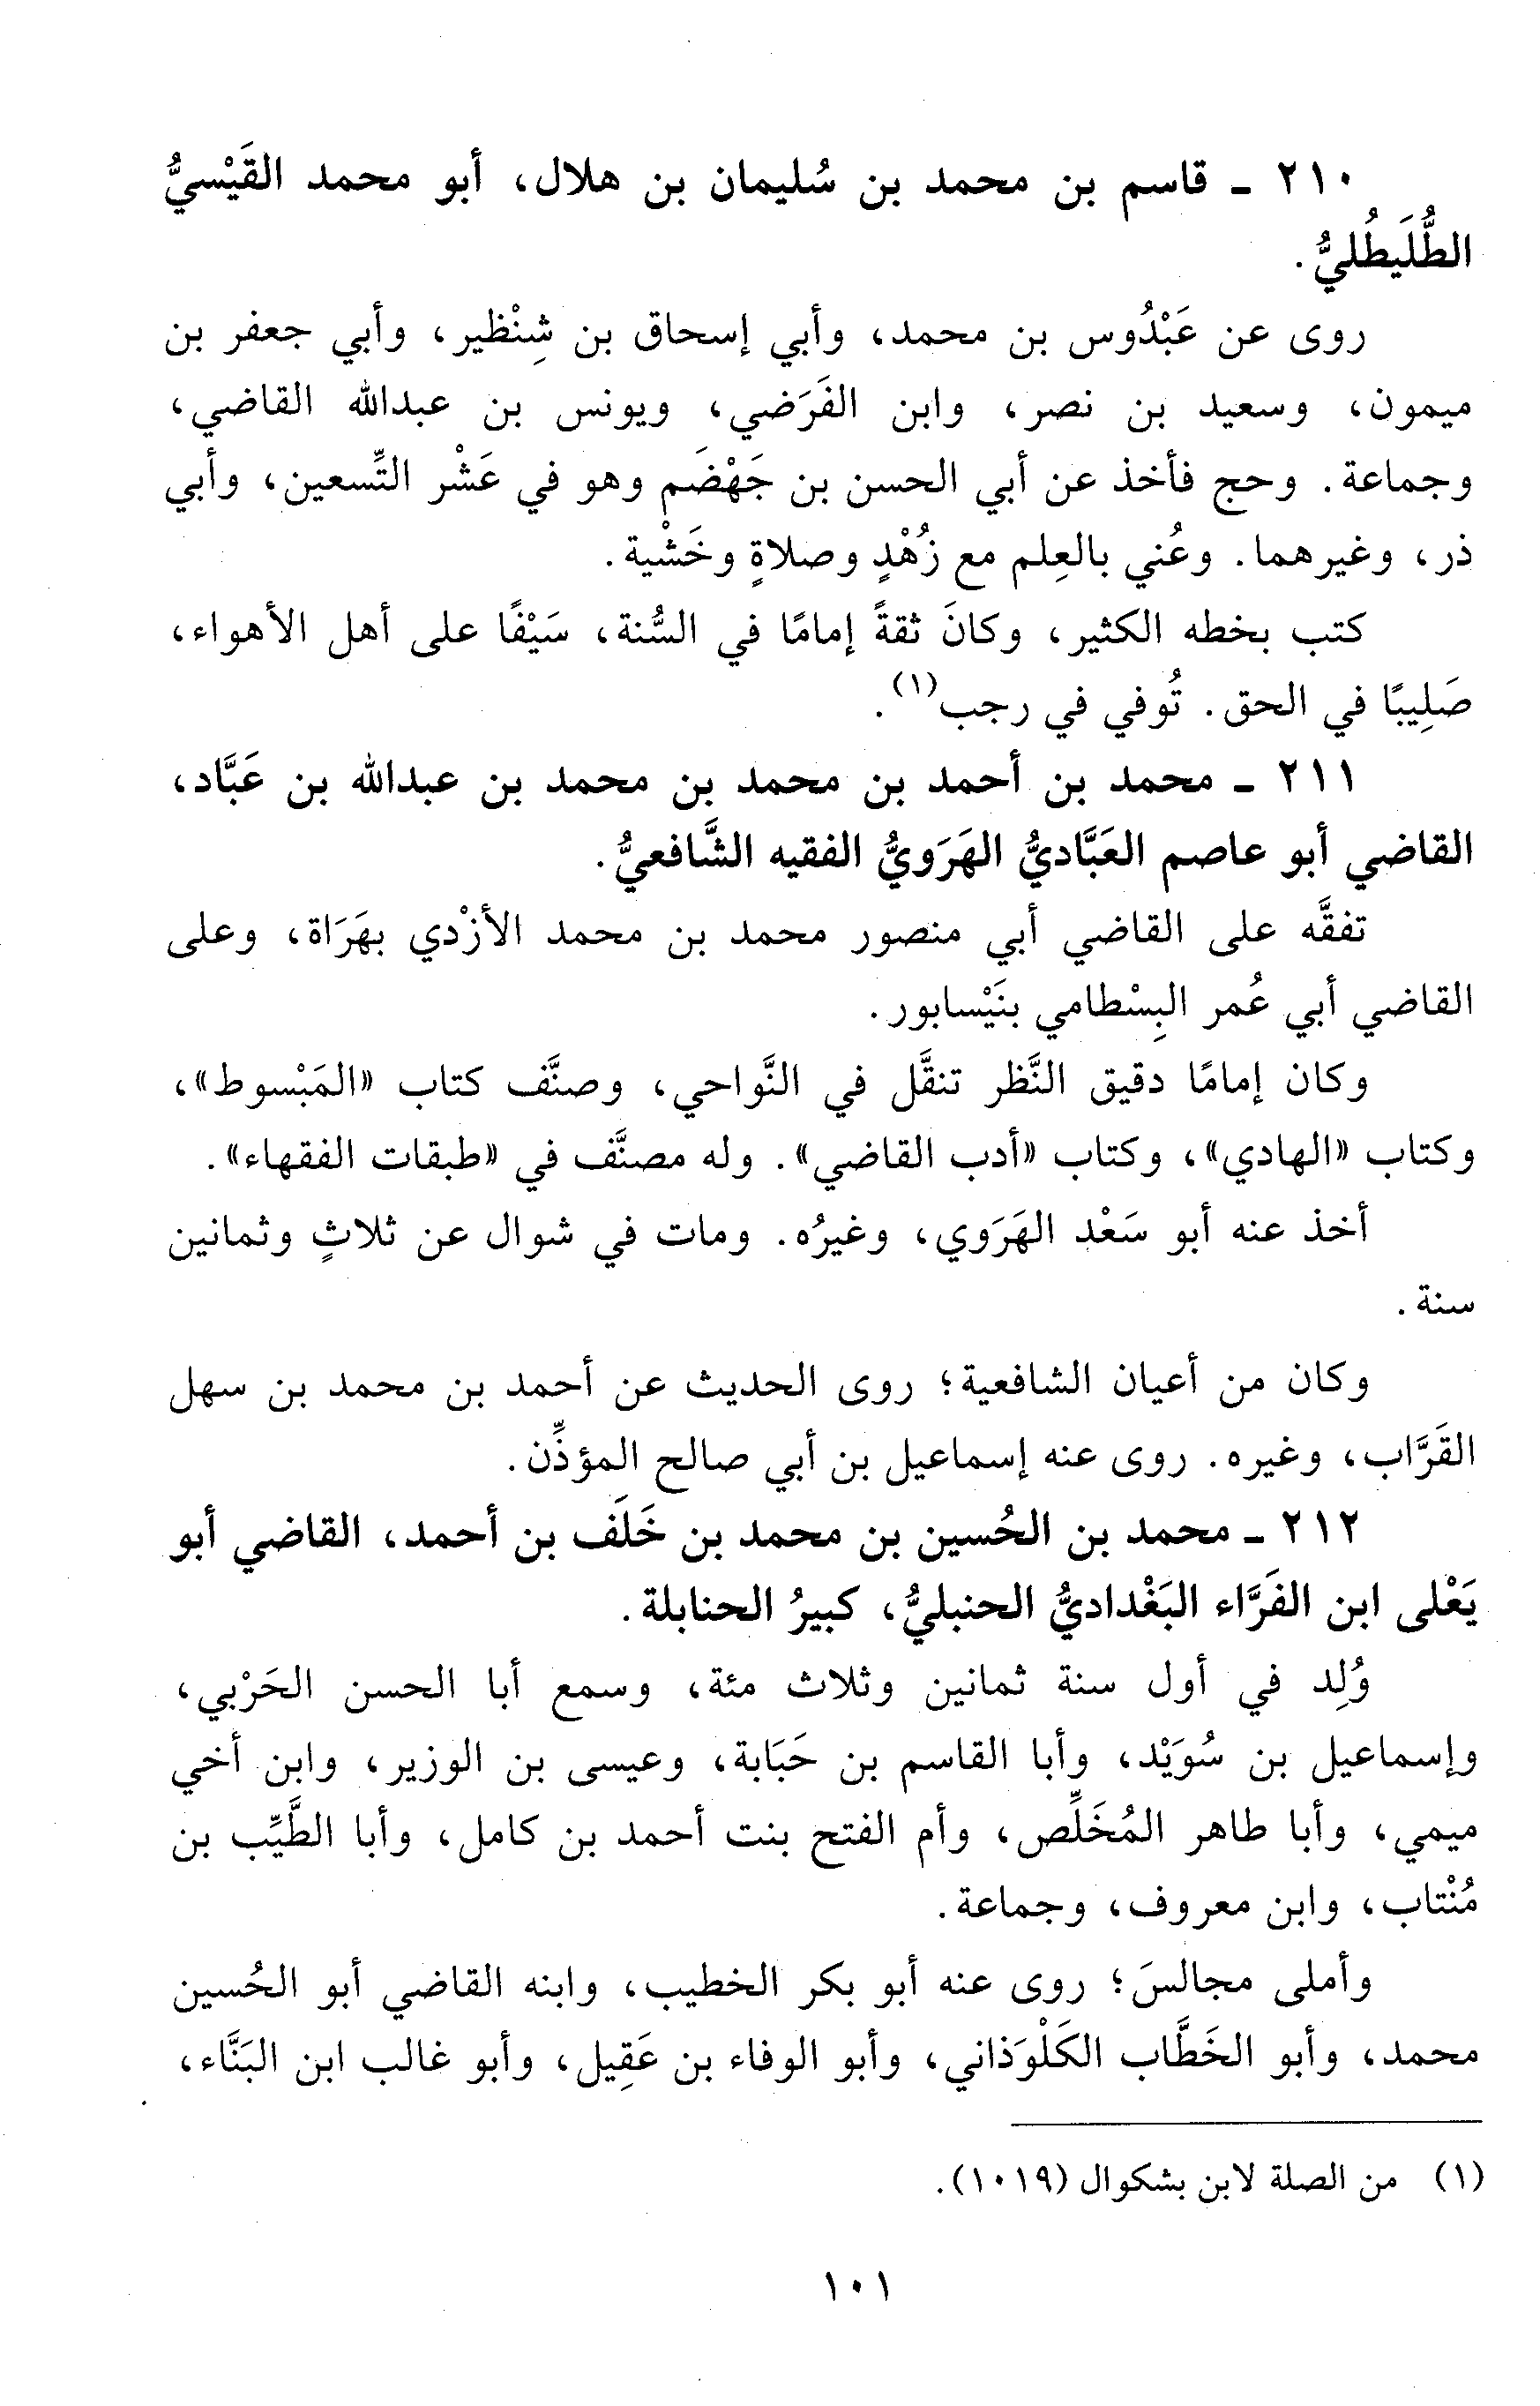 ٢١٠ ـ قاسم بن محمد بن سُليمان بن هلال، أبو محمد القَيْسيُّ
الطُّلَيطُليُّ.
روى عن عَبْدُوس بن محمد، وأبي إسحاق بن شِنْظير، وأبي جعفر بن
ميمون، وسعيد بن نصر، وابن الفَرَضي، ويونس بن عبدالله القاضي،
وجماعة. وحج فأخذ عن أبي الحسن بن جَهْضَم وهو في عَشْر التِّسعين، وأبي
ذر، وغيرهما. وعُني بالعِلم مع زُهْدٍ وصلاةٍ وخَشْية.
كتب بخطه الكثير، وكانَ ثقةً إمامًا في السُّنة، سَيْفًا على أهل الأهواء،
صَلِيبًا في الحق. تُوفي في رجب(١).
٢١١ ـ محمد بن أحمد بن محمد بن محمد بن عبدالله بن عَبَّاد،
القاضي أبو عاصم العَبَّاديُّ الهَرَويُّ الفقيه الشَّافعيُّ.
تفقَّه على القاضي أبي منصور محمد بن محمد الأزْدي بهَرَاة، وعلى
القاضي أبي عُمر البِسْطامي بنَيْسابور.
وكان إمامًا دقيق النَّظر تنقَّل في النَّواحي، وصنَّف كتاب «المَبْسوط»،
وكتاب «الهادي»، وكتاب «أدب القاضي». وله مصنَّف في «طبقات الفقهاء».
أخذ عنه أبو سَعْد الهَرَوي، وغيرُه. ومات في شوال عن ثلاثٍ وثمانين
سنة.
وكان من أعيان الشافعية؛ روى الحديث عن أحمد بن محمد بن سهل
القَرَّاب، وغيره. روى عنه إسماعيل بن أبي صالح المؤذِّن.
٢١٢ ـ محمد بن الحُسين بن محمد بن خَلَف بن أحمد، القاضي أبو
يَعْلى ابن الفَرَّاء البَغْداديُّ الحنبليُّ، كبيرُ الحنابلة.
وُلِد في أول سنة ثمانين وثلاث مئة، وسمع أبا الحسن الحَرْبي،
وإسماعيل بن سُوَيْد، وأبا القاسم بن حَبَابة، وعيسى بن الوزير، وابن أخي
ميمي، وأبا طاهر المُخَلِّص، وأم الفتح بنت أحمد بن كامل، وأبا الطَّيِّب بن
مُنْتاب، وابن معروف، وجماعة.
وأملى مجالسَ؛ روى عنه أبو بكر الخطيب، وابنه القاضي أبو الحُسين
محمد، وأبو الخَطَّاب الكَلْوَذاني، وأبو الوفاء بن عَقِيل، وأبو غالب ابن البَنَّاء،
(١) من الصلة لابن بشكوال (١٠١٩).
١٠١